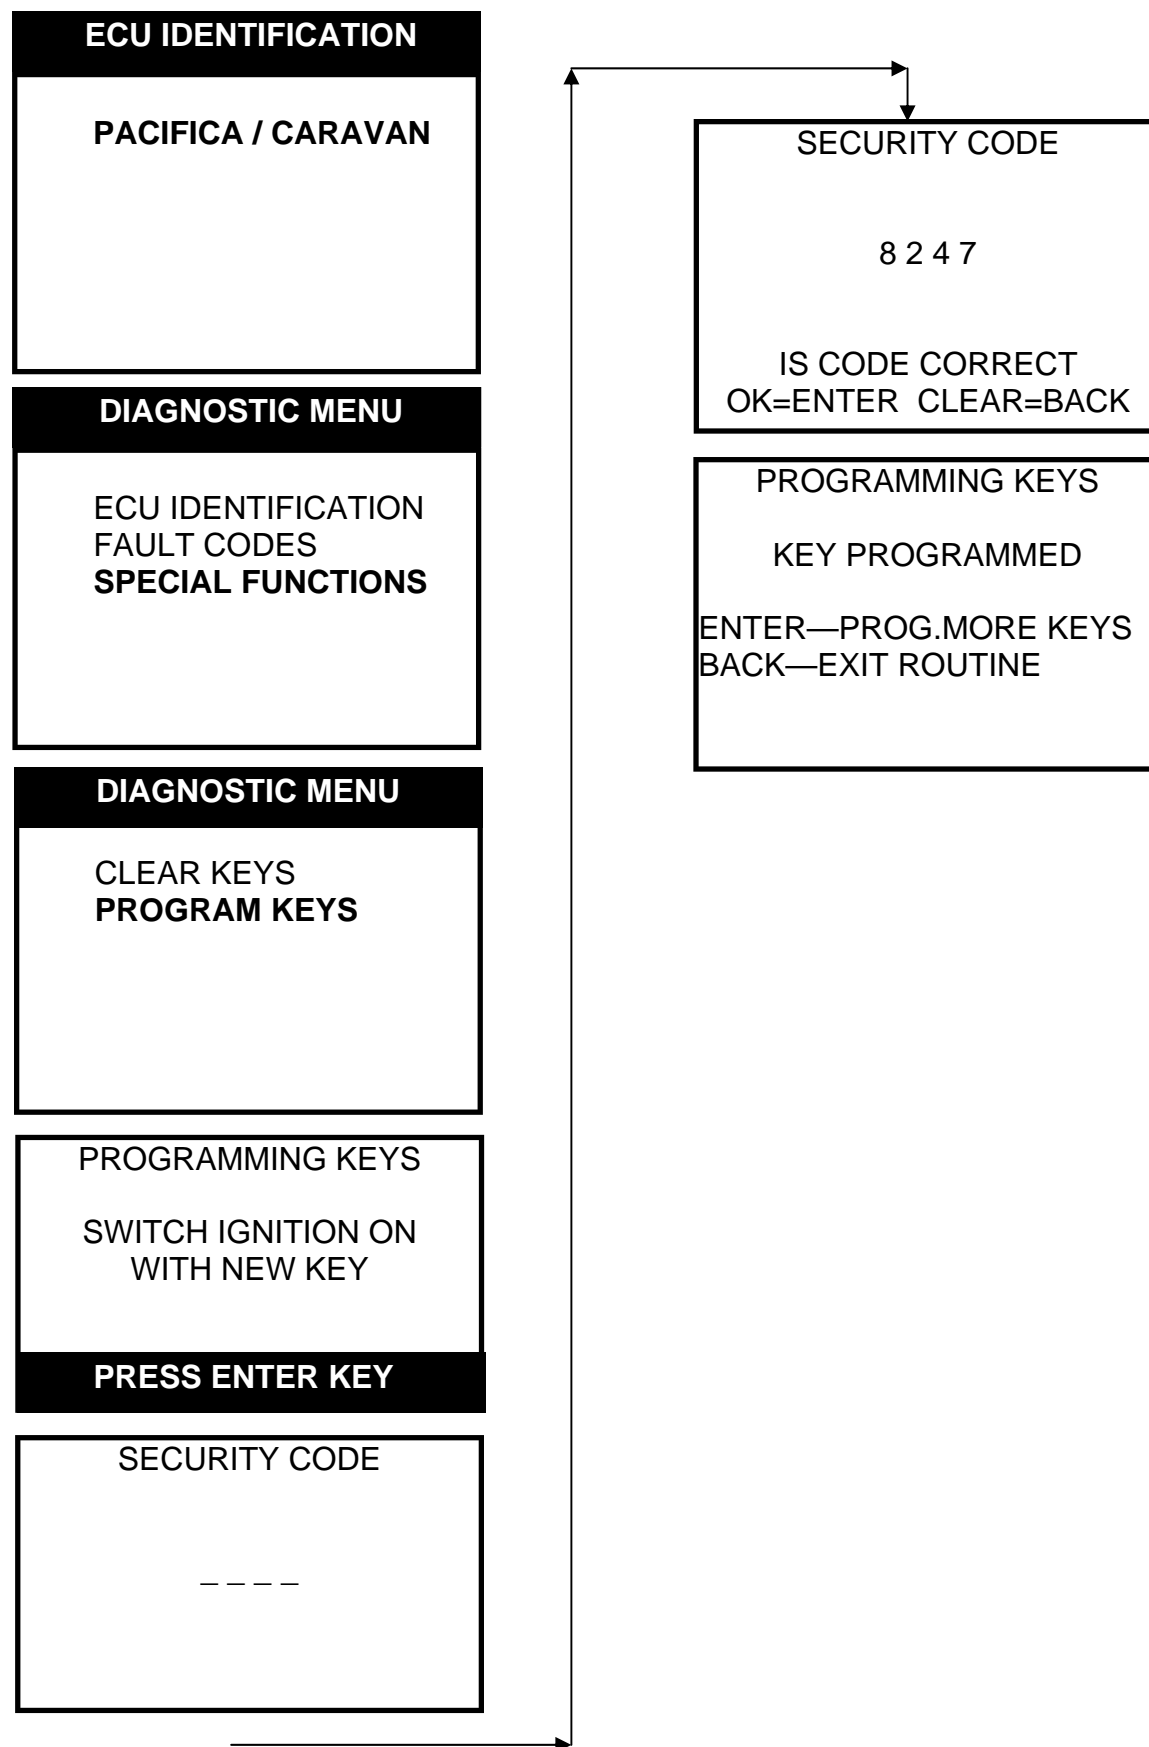 ECU IDENTIFICATION
PACIFICA / CARAVAN
DIAGNOSTIC MENU
ECU IDENTIFICATION
FAULT CODES
SPECIAL FUNCTIONS
DIAGNOSTIC MENU
CLEAR KEYS
PROGRAM KEYS
PROGRAMMING KEYS
SWITCH IGNITION ON
WITH NEW KEY
PRESS ENTER KEY
SECURITY CODE
_ _ _ _
SECURITY CODE
8 2 4 7
IS CODE CORRECT
OK=ENTER  CLEAR=BACK
PROGRAMMING KEYS
KEY PROGRAMMED
ENTER—PROG.MORE KEYS
BACK—EXIT ROUTINE